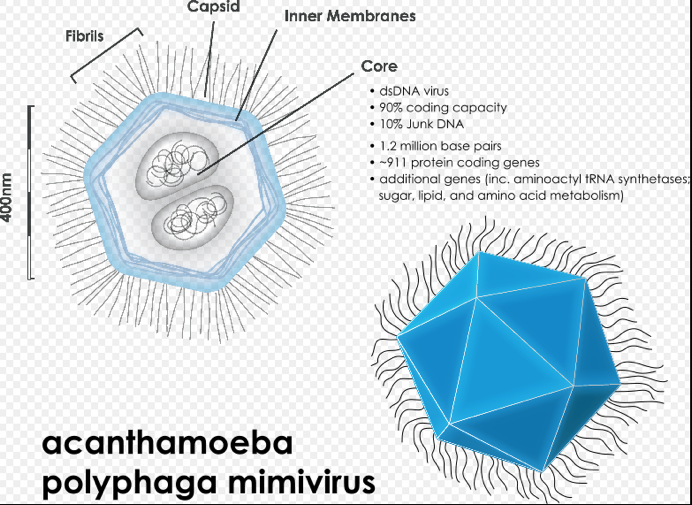 Capsid
Inner Membranes
Fibrils
Core
• dsDNA virus
• 90% coding capacity
• 10% Junk DNA
• 1.2 million base pairs
• ~911 protein coding genes
• additional genes (inc. aminoactyl tRNA synthetases;
sugar, lipid, and amino acid metabolism)
400nm
acanthamoeba
polyphaga mimivirus